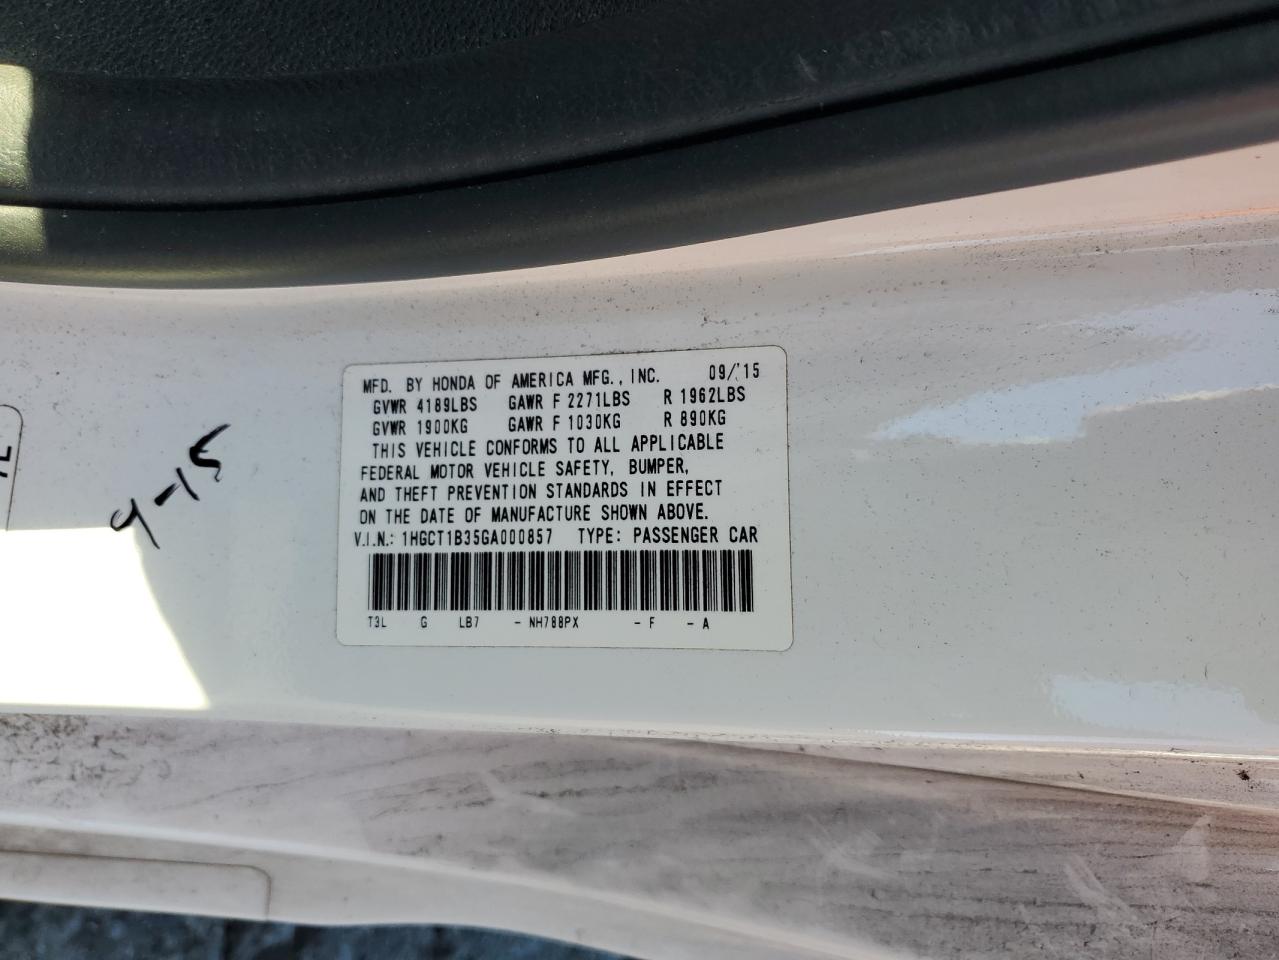 MFD. BY HONDA OF AMERICA MFG., INC. 09/'15
GVWR 4189LBS GAWR F 2271LBS R 1962LBS
GVWR 1900KG GAWR F 1030KG R 890KG
THIS VEHICLE CONFORMS TO ALL APPLICABLE
FEDERAL MOTOR VEHICLE SAFETY, BUMPER,
AND THEFT PREVENTION STANDARDS IN EFFECT
ON THE DATE OF MANUFACTURE SHOWN ABOVE.
V.I.N.: 1HGCT1B35GA000857 TYPE: PASSENGER CAR
T3L G LB7 - NH788PX - F - A
9-15